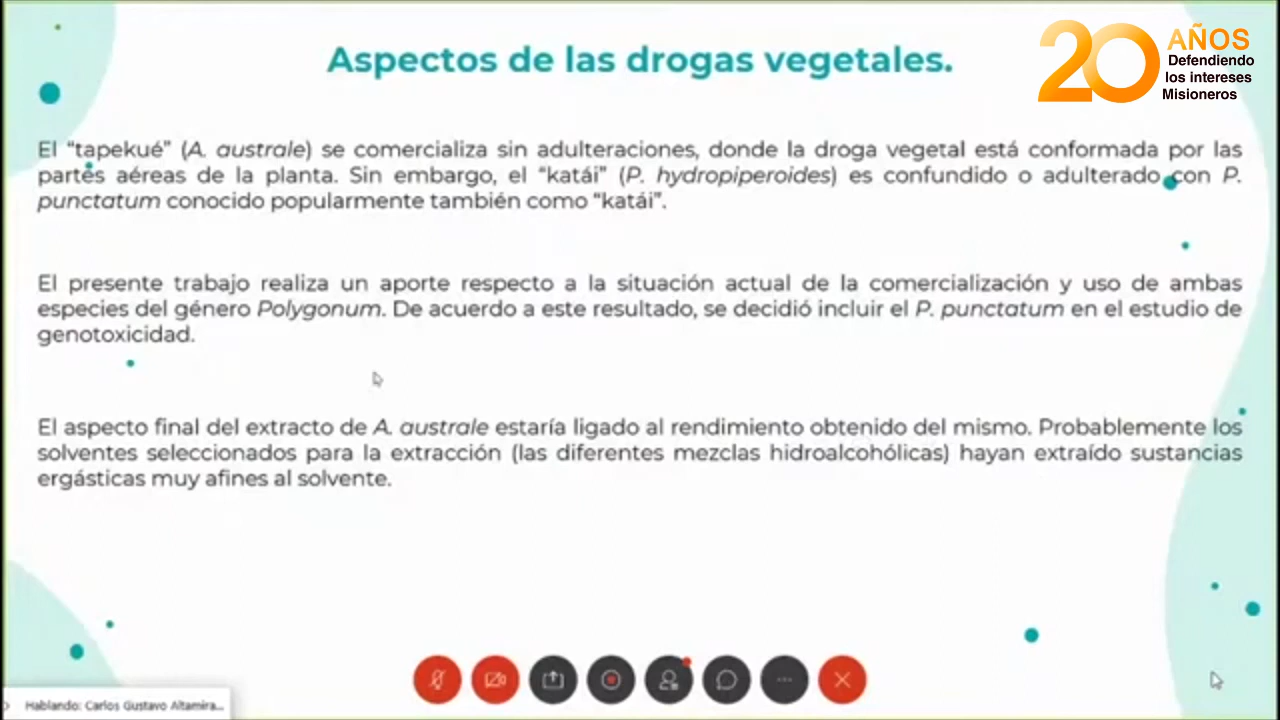 Aspectos de las drogas vegetales.
20 AÑOS
Defendiendo
los intereses
Misioneros
El “tapekué” (A. australe) se comercializa sin adulteraciones, donde la droga vegetal está conformada por las
partes aéreas de la planta. Sin embargo, el “katái” (P. hydropiperoides) es confundido o adulterado con P.
punctatum conocido popularmente también como “katái”.
El presente trabajo realiza un aporte respecto a la situación actual de la comercialización y uso de ambas
especies del género Polygonum. De acuerdo a este resultado, se decidió incluir el P. punctatum en el estudio de
genotoxicidad.
El aspecto final del extracto de A. australe estaría ligado al rendimiento obtenido del mismo. Probablemente los
solventes seleccionados para la extracción (las diferentes mezclas hidroalcohólicas) hayan extraído sustancias
ergásticas muy afines al solvente.
Hablando: Carlos Gustavo Altamira...